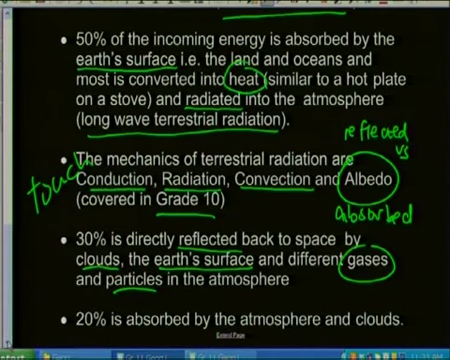 • 50% of the incoming energy is absorbed by the
earth's surface i.e. the land and oceans and
most is converted into heat (similar to a hot plate
on a stove) and radiated into the atmosphere
(long wave terrestrial radiation).
reflected
vs
• The mechanics of terrestrial radiation are
touch
Conduction, Radiation, Convection and Albedo
(covered in Grade 10)
absorbed
• 30% is directly reflected back to space by
clouds, the earth's surface and different gases
and particles in the atmosphere
• 20% is absorbed by the atmosphere and clouds.
Extend Page
start